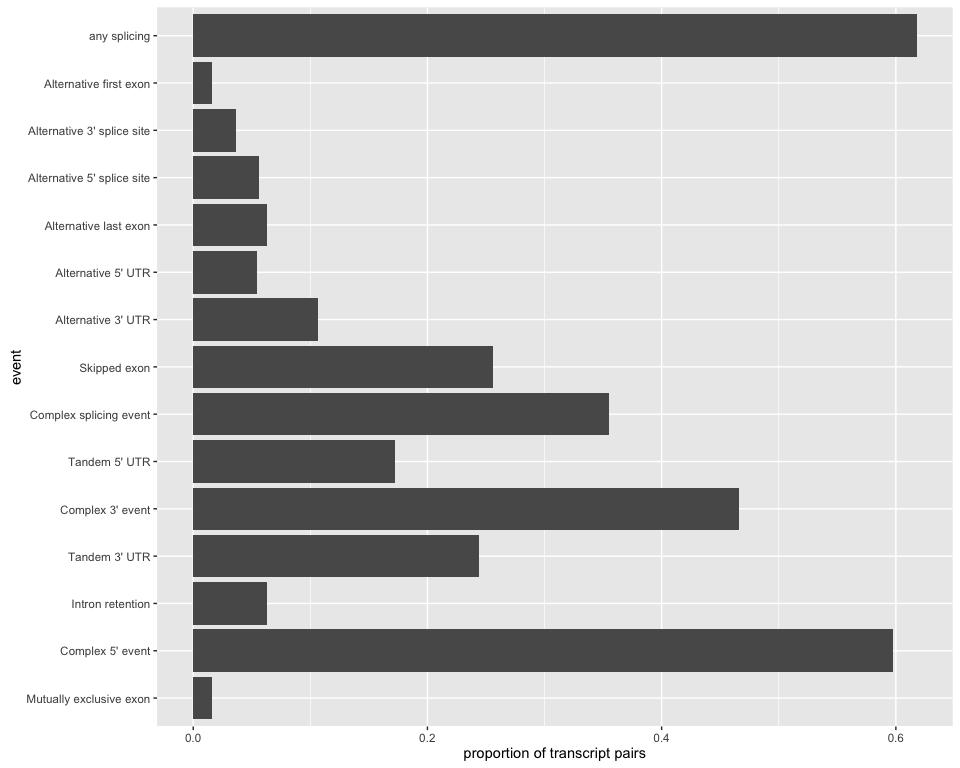 any splicing
Alternative first exon
Alternative 3' splice site
Alternative 5' splice site
Alternative last exon
Alternative 5' UTR
Alternative 3' UTR
Skipped exon
Complex splicing event
Tandem 5' UTR
Complex 3' event
Tandem 3' UTR
Intron retention
Complex 5' event
Mutually exclusive exon
event
0.0 0.2 0.4 0.6
proportion of transcript pairs